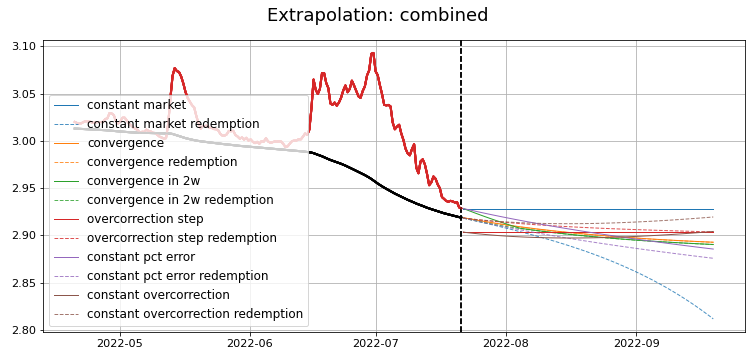 Extrapolation: combined
3.10
3.05
3.00
2.95
2.90
2.85
2.80
constant market
constant market redemption
convergence
convergence redemption
convergence in 2w
convergence in 2w redemption
overcorrection step
overcorrection step redemption
constant pct error
constant pct error redemption
constant overcorrection
constant overcorrection redemption
2022-05
2022-06
2022-07
2022-08
2022-09